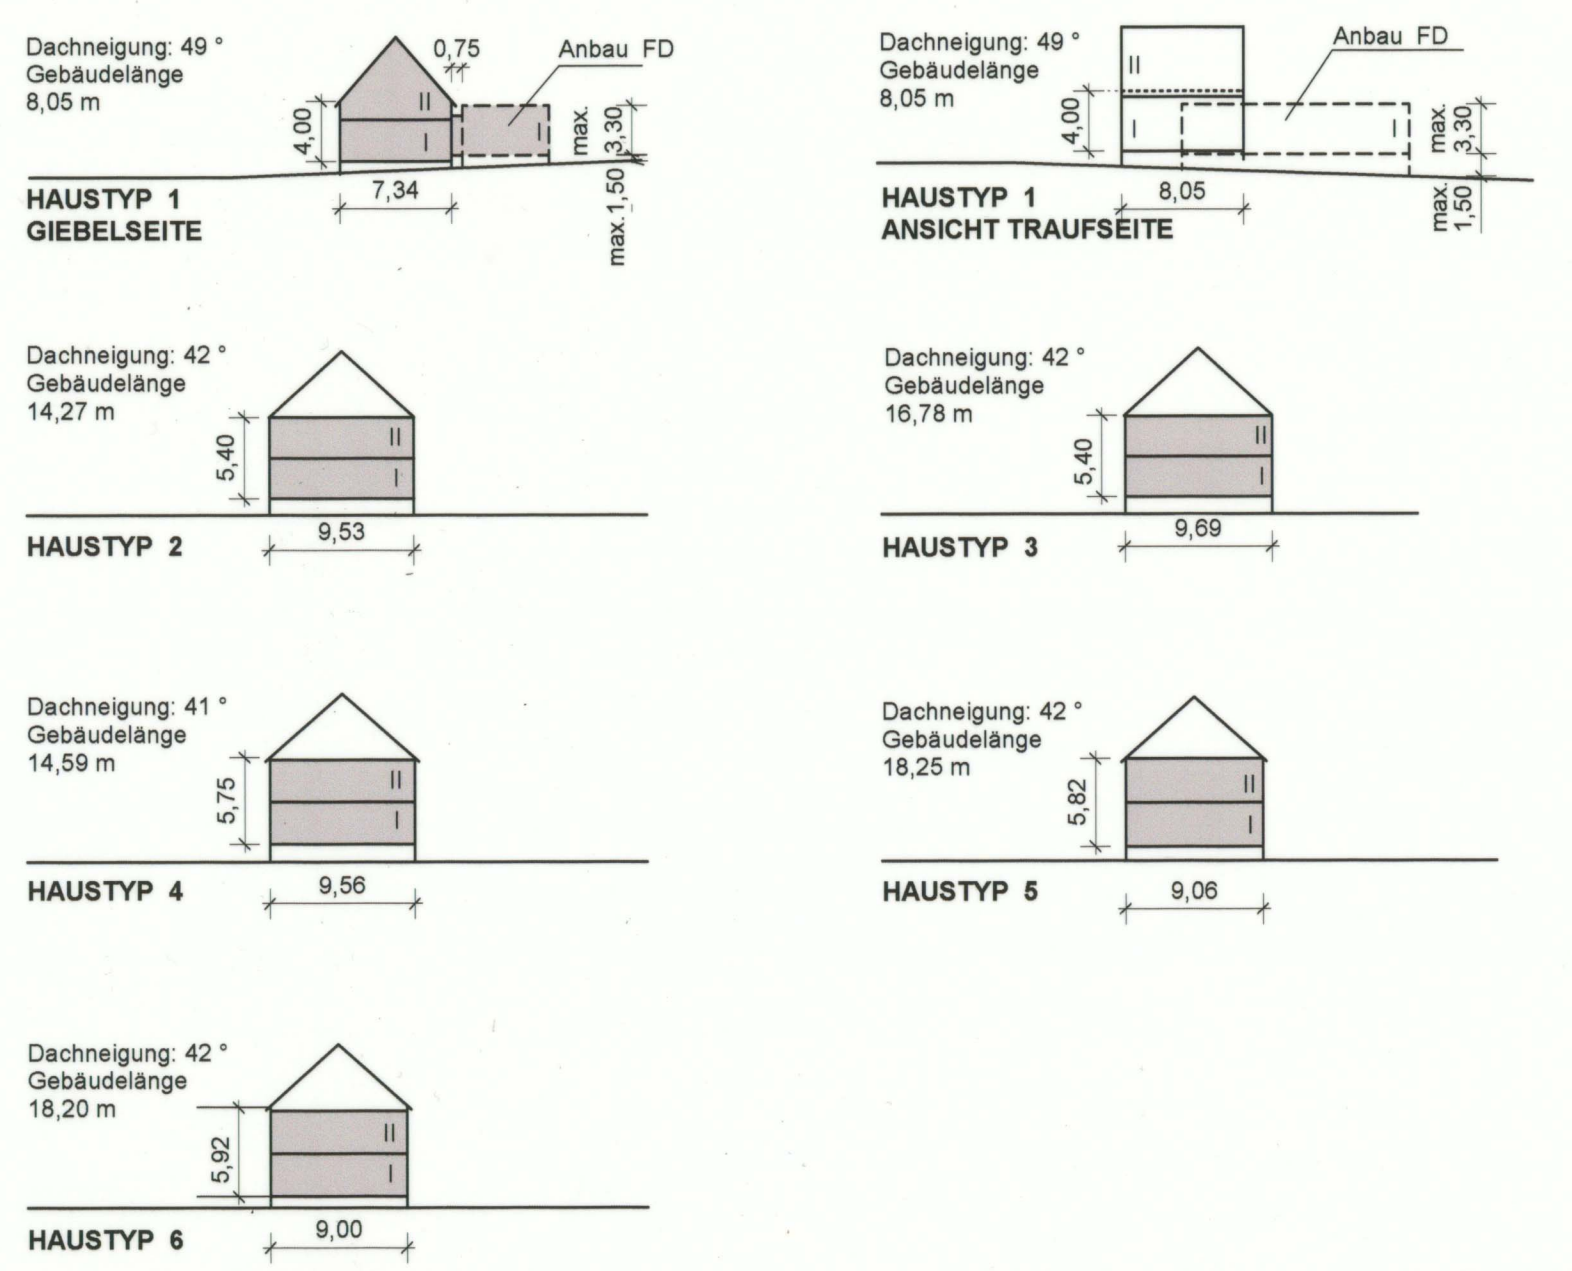 Dachneigung: 49 °
Gebäudelänge
8,05 m
0,75
Anbau FD
II
I
I
4,00
max.
3,30
max.1,50
7,34
HAUSTYP 1
GIEBELSEITE
Dachneigung: 49 °
Gebäudelänge
8,05 m
Anbau FD
II
I
I
4,00
max.
3,30
max.
1,50
8,05
HAUSTYP 1
ANSICHT TRAUFSEITE
Dachneigung: 42 °
Gebäudelänge
14,27 m
II
I
5,40
9,53
HAUSTYP 2
Dachneigung: 42 °
Gebäudelänge
16,78 m
II
I
5,40
9,69
HAUSTYP 3
Dachneigung: 41 °
Gebäudelänge
14,59 m
II
I
5,75
9,56
HAUSTYP 4
Dachneigung: 42 °
Gebäudelänge
18,25 m
II
I
5,82
9,06
HAUSTYP 5
Dachneigung: 42 °
Gebäudelänge
18,20 m
II
I
5,92
9,00
HAUSTYP 6